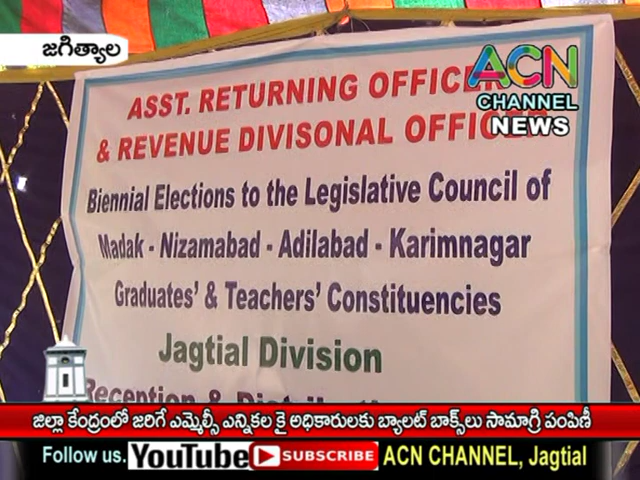 జగిత్యాల
ACN
CHANNEL
NEWS
ASST. RETURNING OFFICER
& REVENUE DIVISONAL
Biennial Elections to the Legislative Council of
Madak - Nizamabad - Adilabad - Karimnagar
Graduates' & Teachers' Constituencies
Jagtial Division
Reception &
జిల్లా కేంద్రంలో జరిగే ఎమ్మెల్సీ ఎన్నికల కై అధికారులకు బ్యాలట్ బాక్స్‌లు సామాగ్రి పంపిణీ
Follow us. YouTube SUBSCRIBE ACN CHANNEL, Jagtial